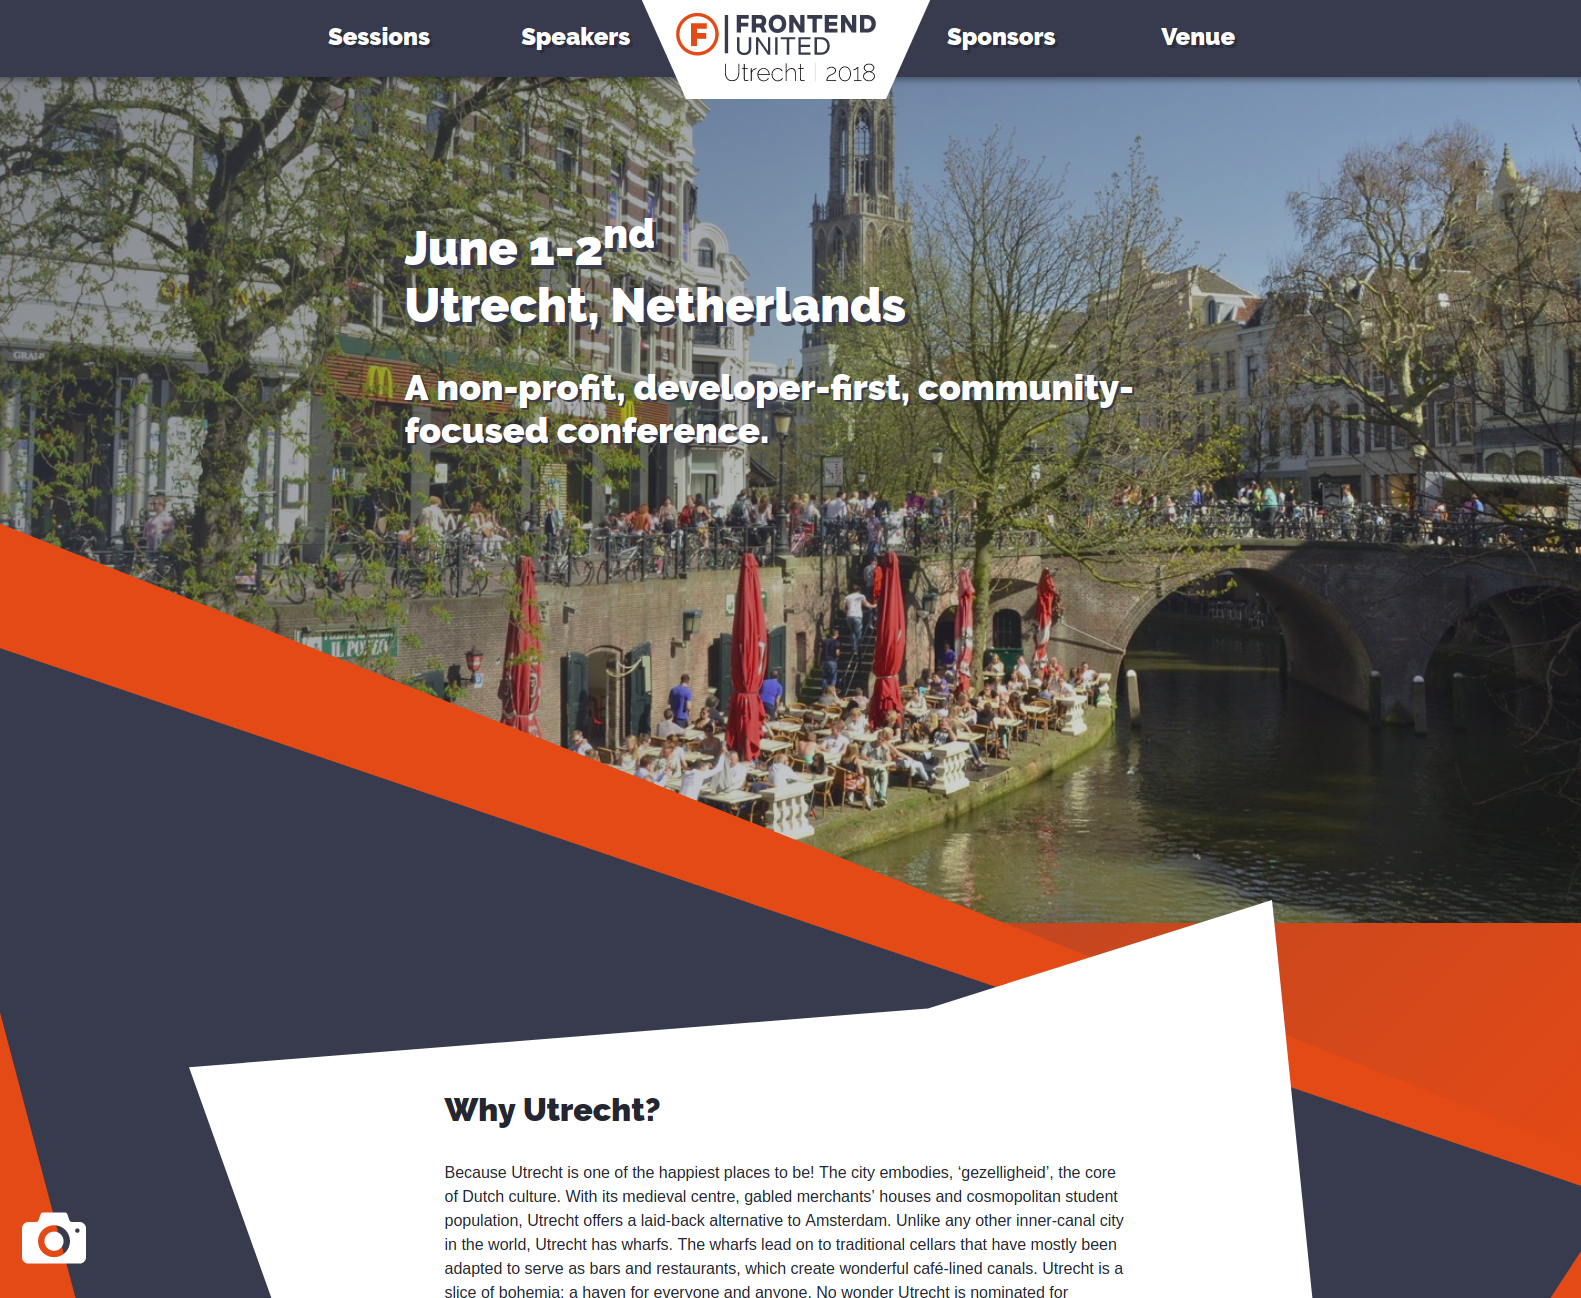 Sessions
Speakers
F FRONTEND
UNITED
Utrecht | 2018
Sponsors
Venue
June 1-2nd
Utrecht, Netherlands
A non-profit, developer-first, community-
focused conference.
IL POZZO
Why Utrecht?
Because Utrecht is one of the happiest places to be! The city embodies, ‘gezelligheid’, the core
of Dutch culture. With its medieval centre, gabled merchants’ houses and cosmopolitan student
population, Utrecht offers a laid-back alternative to Amsterdam. Unlike any other inner-canal city
in the world, Utrecht has wharfs. The wharfs lead on to traditional cellars that have mostly been
adapted to serve as bars and restaurants, which create wonderful café-lined canals. Utrecht is a
slice of bohemia: a haven for everyone and anyone. No wonder Utrecht is nominated for